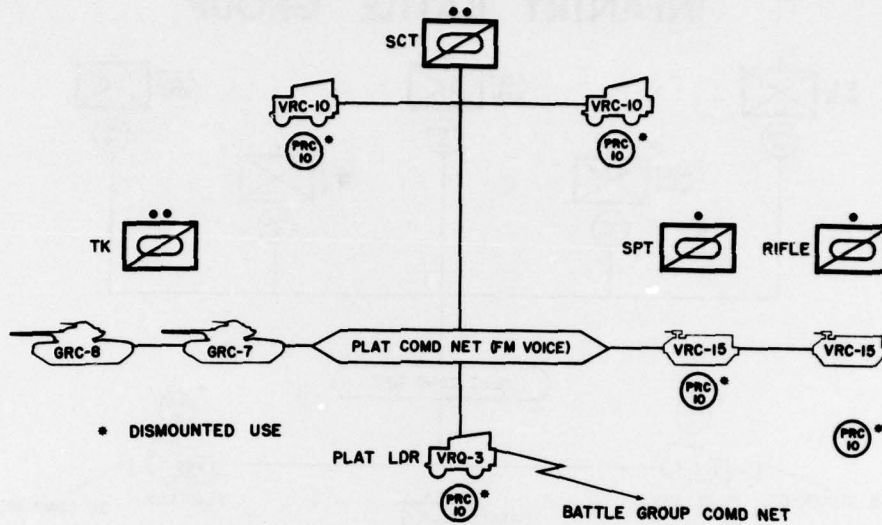 SCT
VRC-10
VRC-10
PRC
10
*
PRC
10
*
TK
SPT
RIFLE
GRC-8
GRC-7
PLAT COMD NET (FM VOICE)
VRC-15
VRC-15
PRC
10
*
* DISMOUNTED USE
PRC
10
*
PLAT LDR
VRQ-3
PRC
10
*
BATTLE GROUP COMD NET